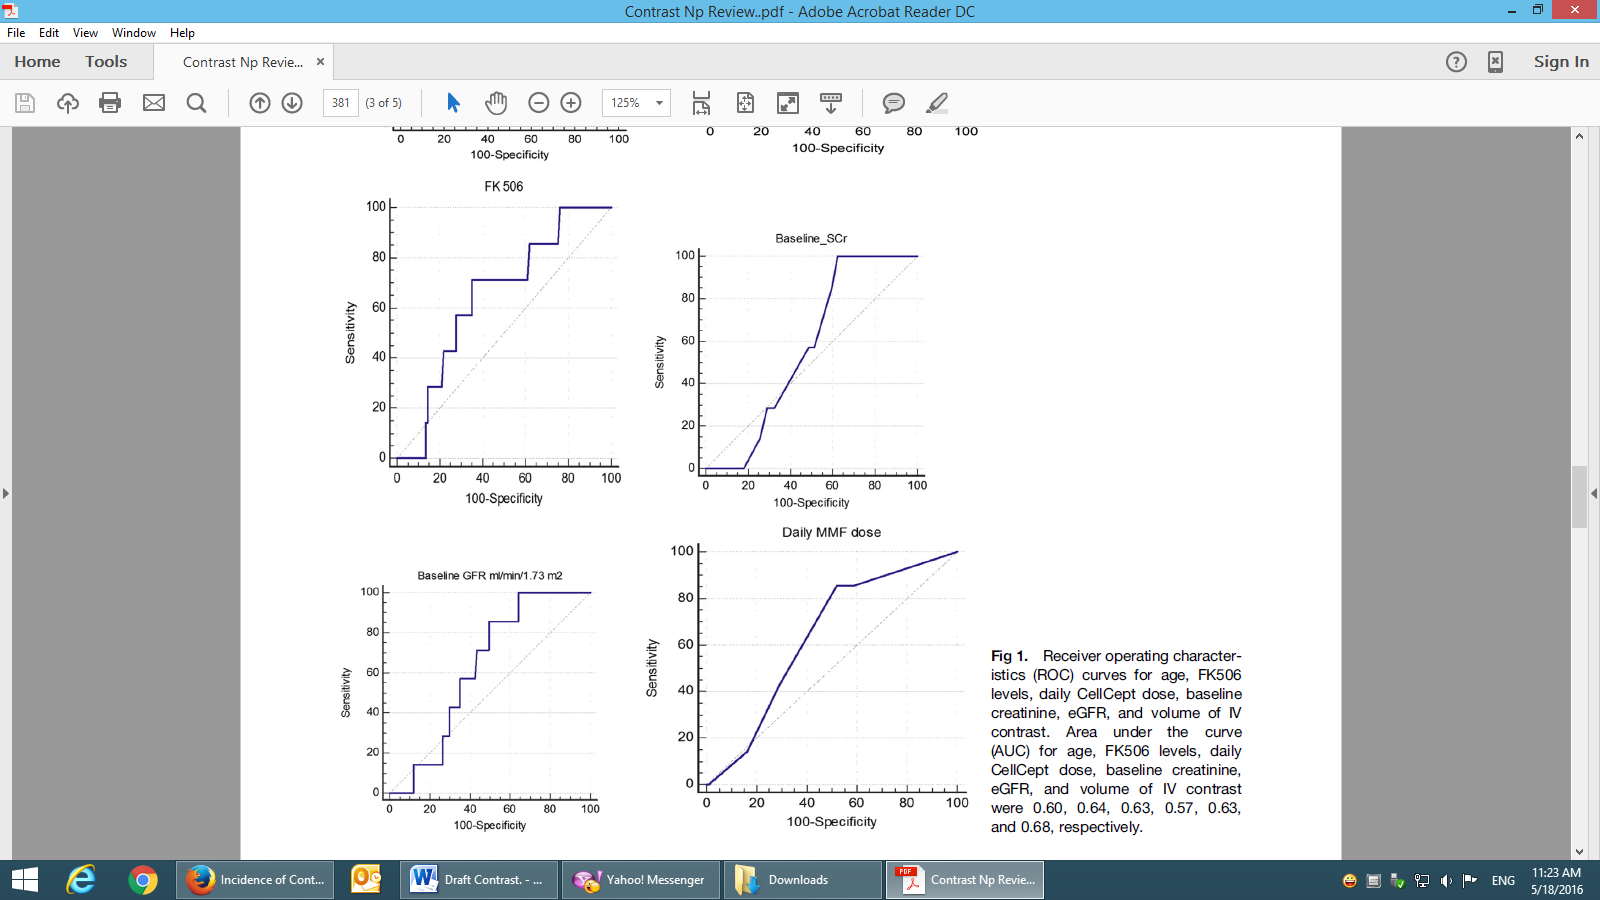 Contrast Np Review..pdf - Adobe Acrobat Reader DC
File Edit View Window Help
Home Tools Contrast Np Revie... × Sign In
381 (3 of 5) 125%
0 20 40 60 80 100
100-Specificity
0 20 40 60 80 100
100-Specificity
FK 506
100
80
60
40
20
0
Sensitivity
0 20 40 60 80 100
100-Specificity
Baseline_SCr
100
80
60
40
20
0
Sensitivity
0 20 40 60 80 100
100-Specificity
Baseline GFR ml/min/1.73 m2
100
80
60
40
20
0
Sensitivity
0 20 40 60 80 100
100-Specificity
Daily MMF dose
100
80
60
40
20
0
Sensitivity
0 20 40 60 80 100
100-Specificity
Fig 1. Receiver operating character-
istics (ROC) curves for age, FK506
levels, daily CellCept dose, baseline
creatinine, eGFR, and volume of IV
contrast. Area under the curve
(AUC) for age, FK506 levels, daily
CellCept dose, baseline creatinine,
eGFR, and volume of IV contrast
were 0.60, 0.64, 0.63, 0.57, 0.63,
and 0.68, respectively.
Incidence of Cont...
Draft Contrast. - ...
Yahoo! Messenger
Downloads
PDF
Contrast Np Revie...
ENG
11:23 AM
5/18/2016